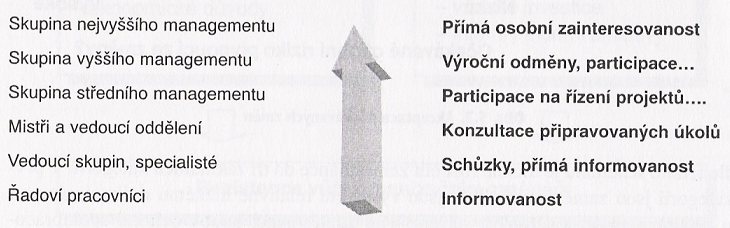 Skupina nejvyššího managementu Přímá osobní zainteresovanost
Skupina vyššího managementu Výroční odměny, participace...
Skupina středního managementu Participace na řízení projektů....
Mistři a vedoucí oddělení Konzultace připravovaných úkolů
Vedoucí skupin, specialisté Schůzky, přímá informovanost
Řadoví pracovníci Informovanost